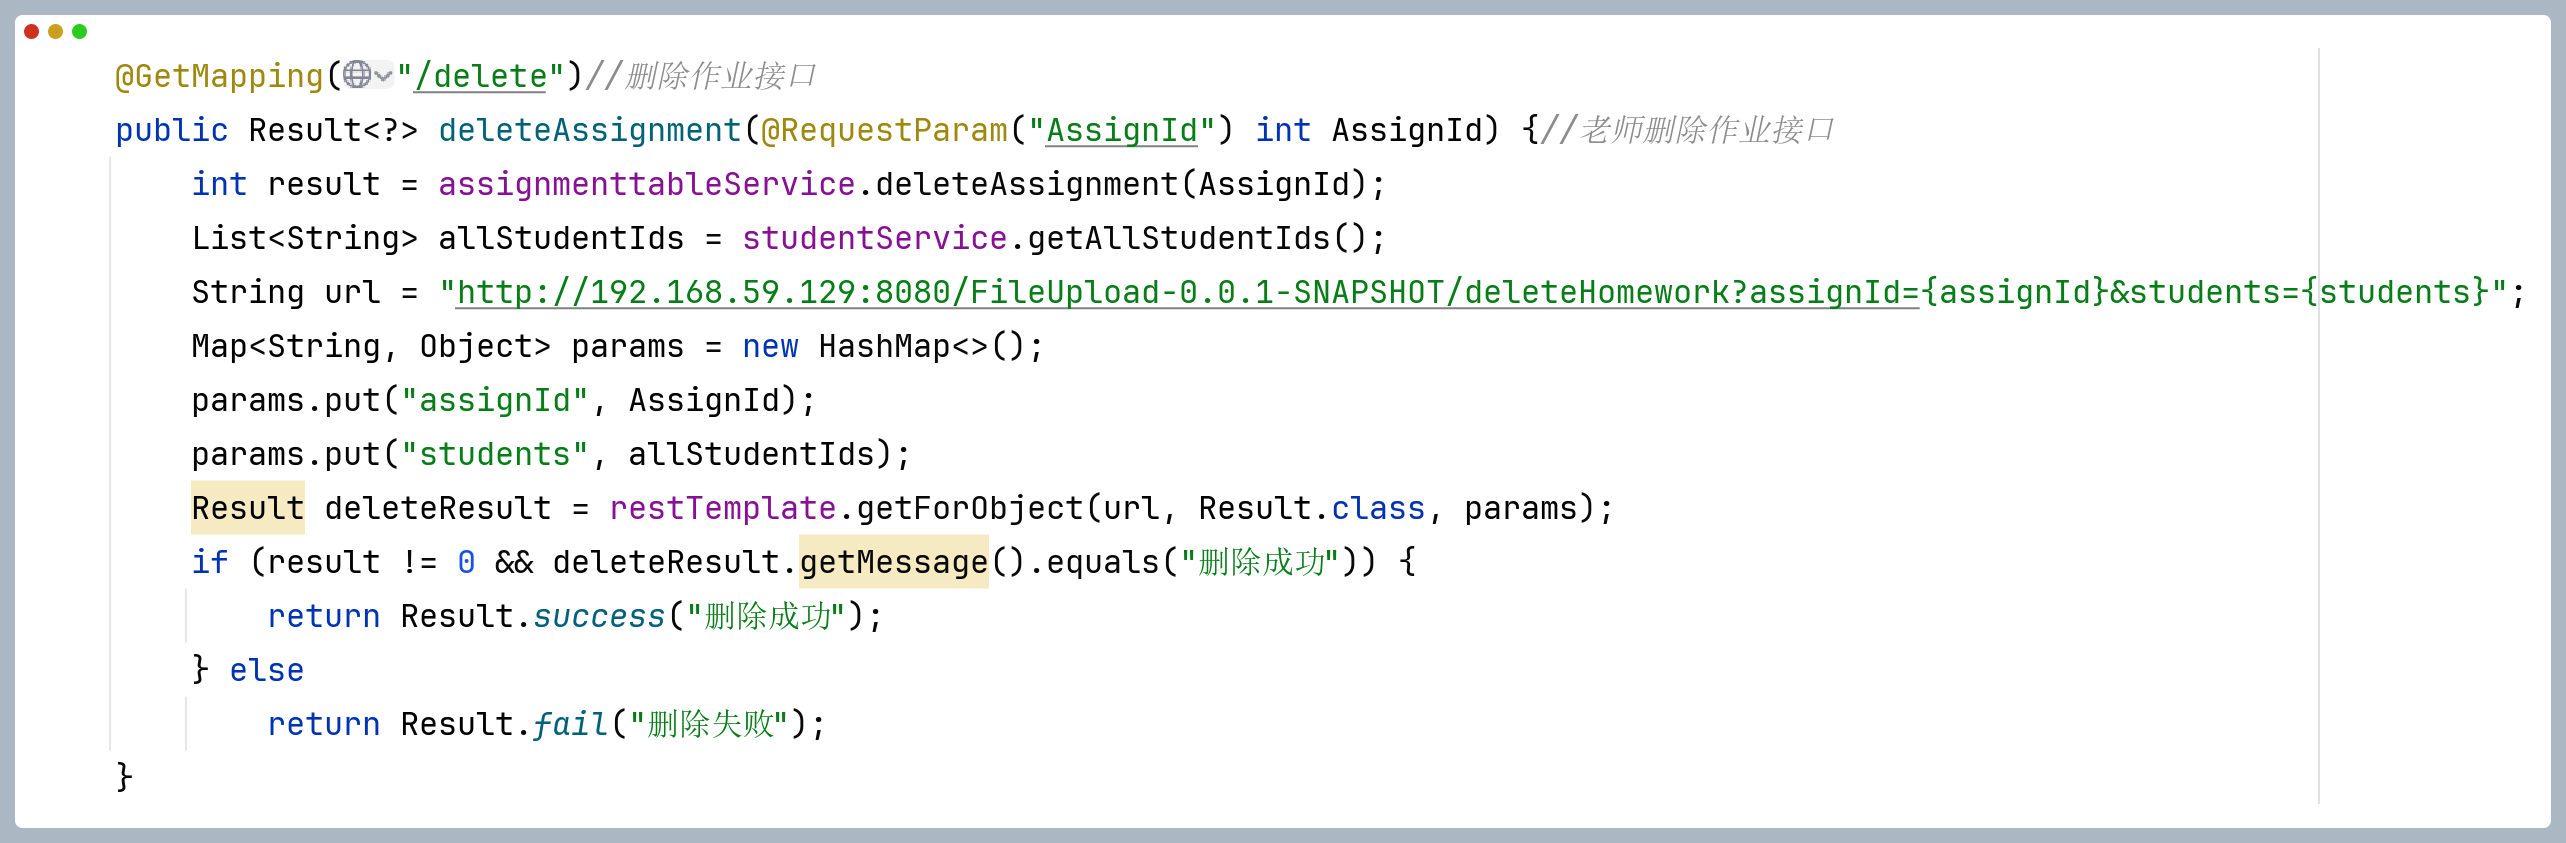 @GetMapping("/delete")//删除作业接口
public Result<?> deleteAssignment(@RequestParam("AssignId") int AssignId) {//老师删除作业接口
    int result = assignmenttableService.deleteAssignment(AssignId);
    List<String> allStudentIds = studentService.getAllStudentIds();
    String url = "http://192.168.59.129:8080/FileUpload-0.0.1-SNAPSHOT/deleteHomework?assignId={assignId}&students={students}";
    Map<String, Object> params = new HashMap<>();
    params.put("assignId", AssignId);
    params.put("students", allStudentIds);
    Result deleteResult = restTemplate.getForObject(url, Result.class, params);
    if (result != 0 && deleteResult.getMessage().equals("删除成功")) {
        return Result.success("删除成功");
    } else
        return Result.fail("删除失败");
}